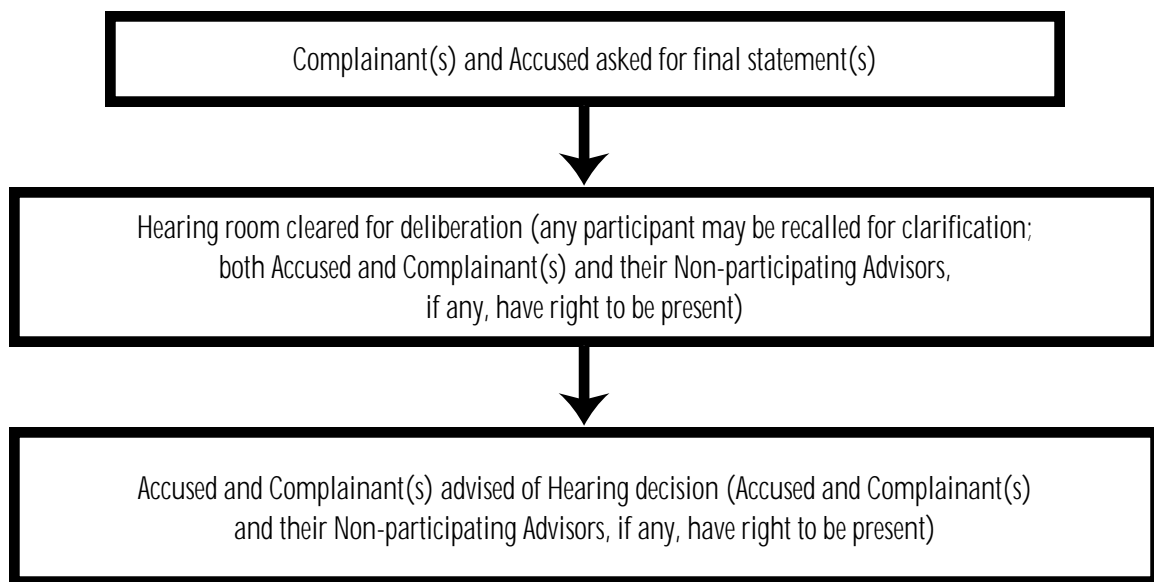 Complainant(s) and Accused asked for final statement(s)
Hearing room cleared for deliberation (any participant may be recalled for clarification;
both Accused and Complainant(s) and their Non-participating Advisors,
if any, have right to be present)
Accused and Complainant(s) advised of Hearing decision (Accused and Complainant(s)
and their Non-participating Advisors, if any, have right to be present)